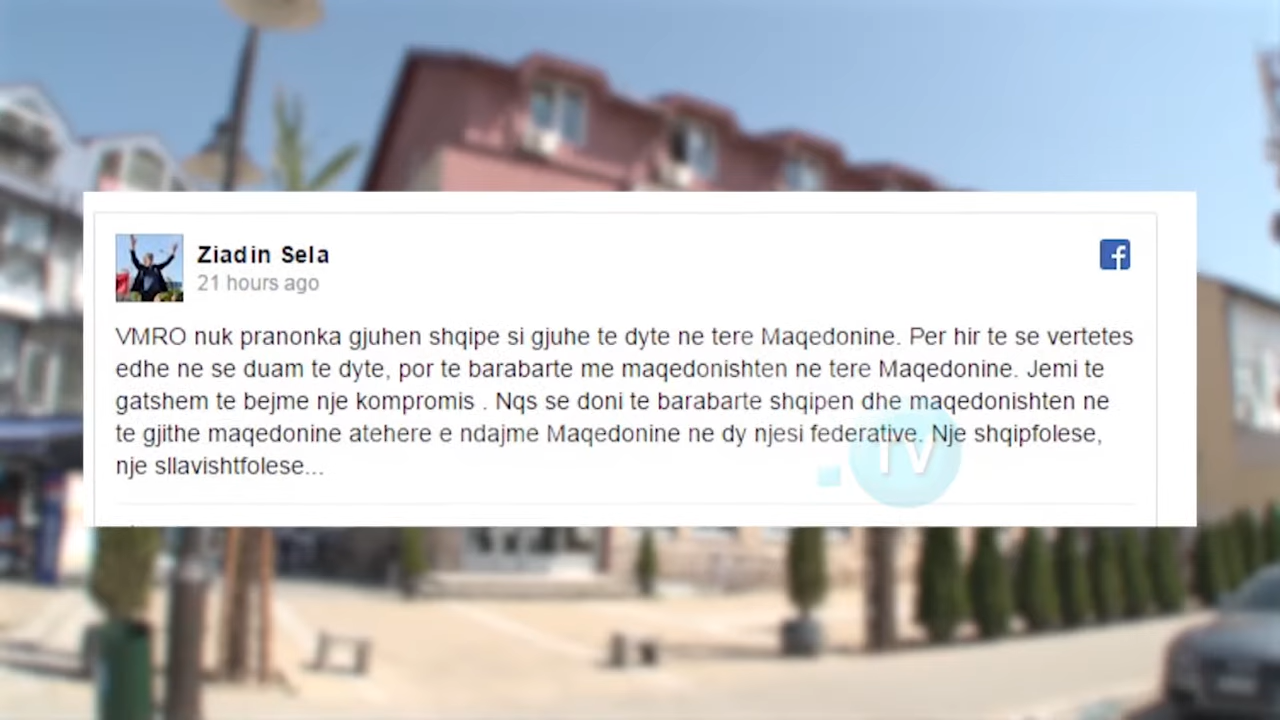 Ziadin Sela
21 hours ago
VMRO nuk pranonka gjuhen shqipe si gjuhe te dyte ne tere Maqedonine. Per hir te se vertetes
edhe ne se duam te dyte, por te barabarte me maqedonishten ne tere Maqedonine. Jemi te
gatshem te bejme nje kompromis . Nqs se doni te barabarte shqipen dhe maqedonishten ne
te gjithe maqedonine atehere e ndajme Maqedonine ne dy njesi federative. Nje shqipfolese,
nje sllavishtfolese...
TV